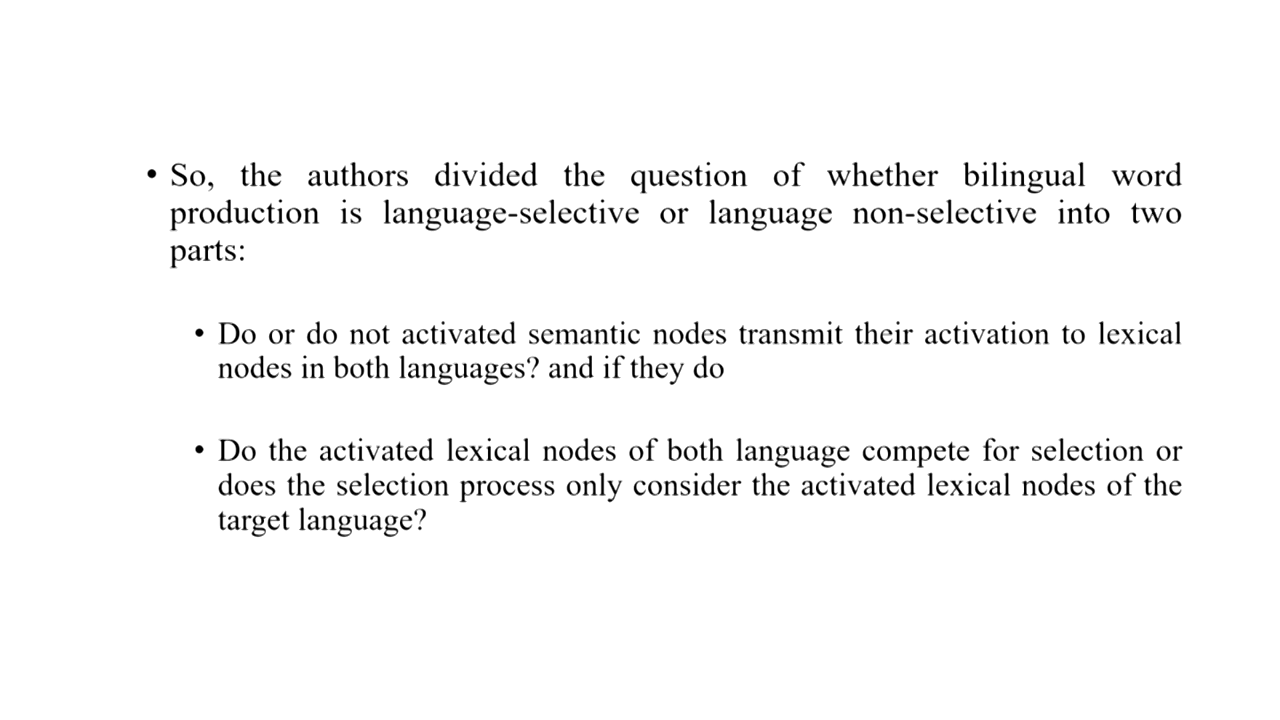 • So, the authors divided the question of whether bilingual word
production is language-selective or language non-selective into two
parts:
• Do or do not activated semantic nodes transmit their activation to lexical
nodes in both languages? and if they do
• Do the activated lexical nodes of both language compete for selection or
does the selection process only consider the activated lexical nodes of the
target language?